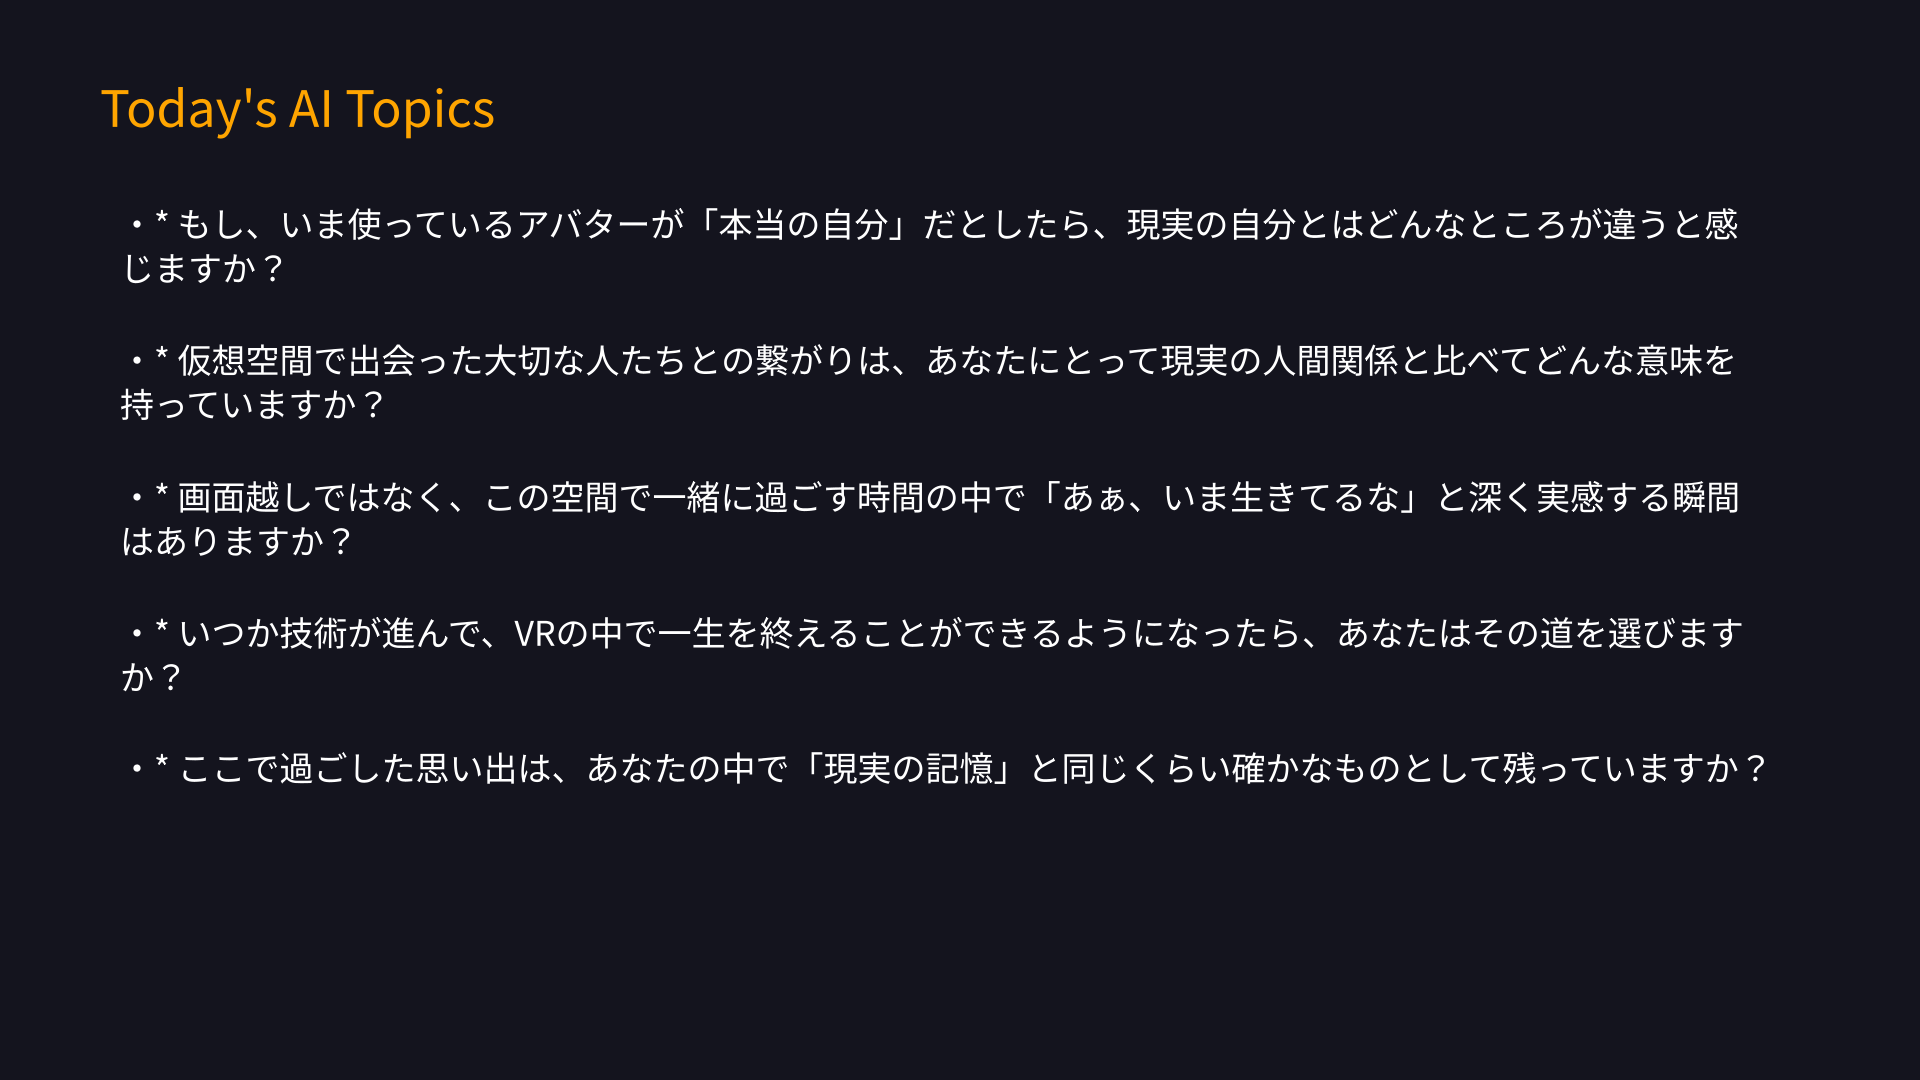 Today's AI Topics
・* もし、いま使っているアバターが「本当の自分」だとしたら、現実の自分とはどんなところが違うと感
じますか？
・* 仮想空間で出会った大切な人たちとの繋がりは、あなたにとって現実の人間関係と比べてどんな意味を
持っていますか？
・* 画面越しではなく、この空間で一緒に過ごす時間の中で「あぁ、いま生きてるな」と深く実感する瞬間
はありますか？
・* いつか技術が進んで、VRの中で一生を終えることができるようになったら、あなたはその道を選びます
か？
・* ここで過ごした思い出は、あなたの中で「現実の記憶」と同じくらい確かなものとして残っていますか？